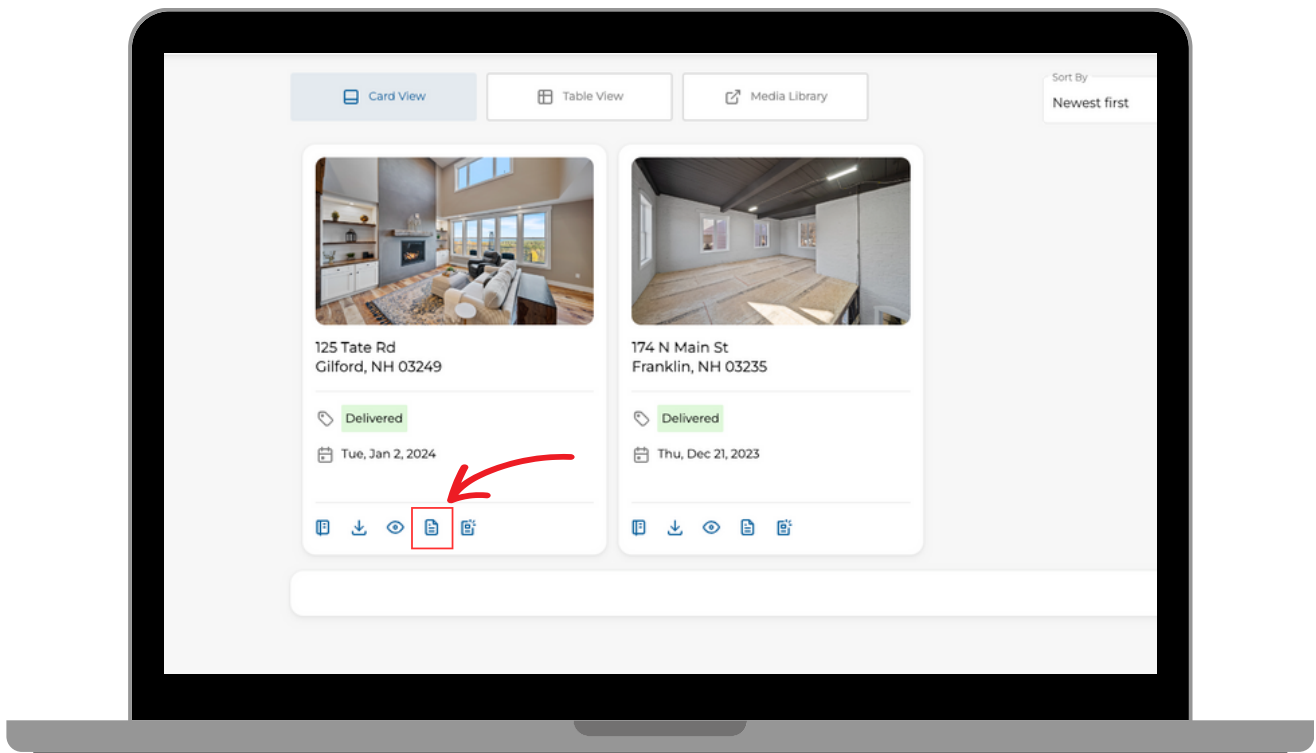 Card View
Table View
Media Library
Sort By
Newest first
125 Tate Rd
Gilford, NH 03249
Delivered
Tue, Jan 2, 2024
174 N Main St
Franklin, NH 03235
Delivered
Thu, Dec 21, 2023